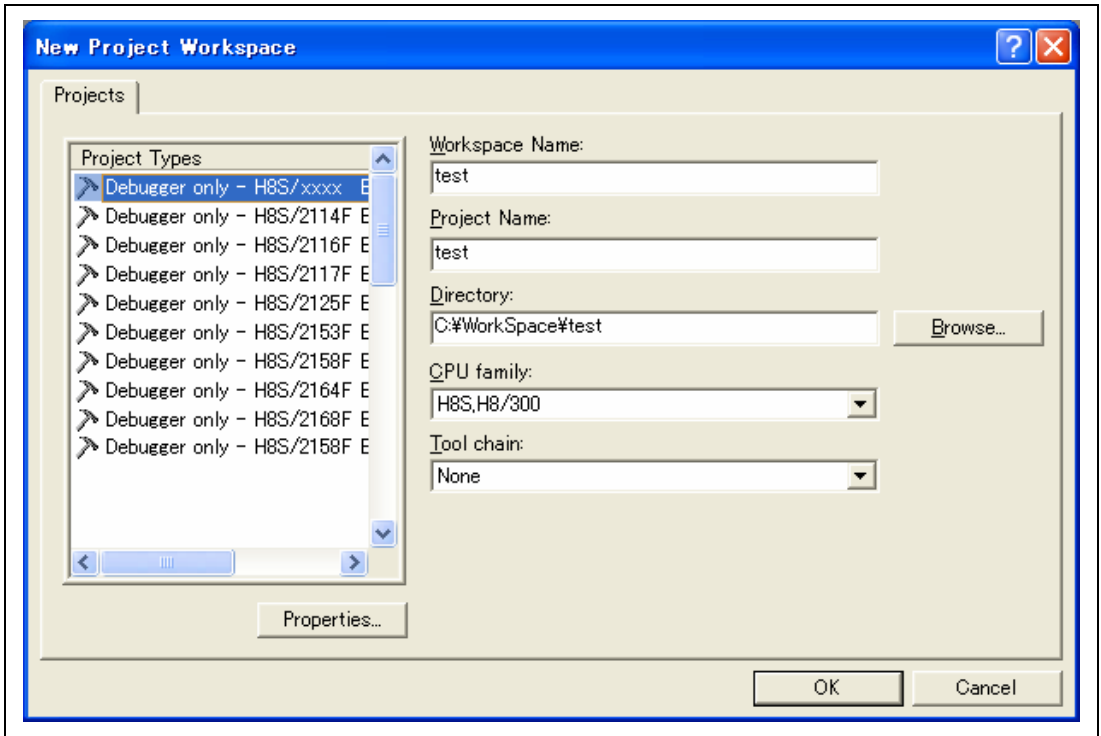 New Project Workspace
Projects
Project Types
Debugger only - H8S/xxxx E
Debugger only - H8S/2114F E
Debugger only - H8S/2116F E
Debugger only - H8S/2117F E
Debugger only - H8S/2125F E
Debugger only - H8S/2153F E
Debugger only - H8S/2158F E
Debugger only - H8S/2164F E
Debugger only - H8S/2168F E
Debugger only - H8S/2158F E
Properties...
Workspace Name:
test
Project Name:
test
Directory:
C:¥WorkSpace¥test
Browse...
CPU family:
H8S,H8/300
Tool chain:
None
OK
Cancel